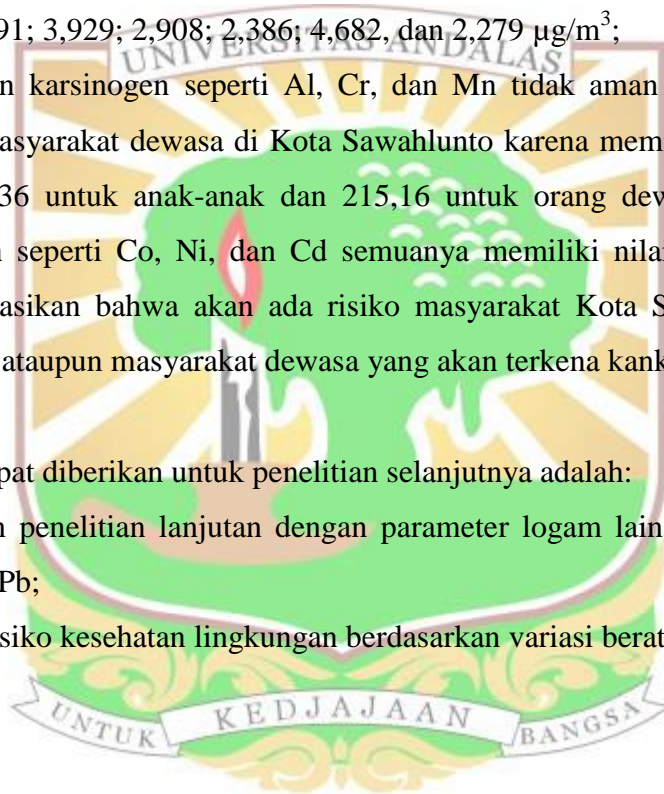 91; 3,929; 2,908; 2,386; 4,682, dan 2,279 µg/m³;
UNIVERSITAS ANDALAS
n karsinogen seperti Al, Cr, dan Mn tidak aman
asyarakat dewasa di Kota Sawahlunto karena mem
36 untuk anak-anak dan 215,16 untuk orang dew
seperti Co, Ni, dan Cd semuanya memiliki nilai
asikan bahwa akan ada risiko masyarakat Kota S
ataupun masyarakat dewasa yang akan terkena kank
pat diberikan untuk penelitian selanjutnya adalah:
n penelitian lanjutan dengan parameter logam lain
Pb;
isiko kesehatan lingkungan berdasarkan variasi berat
UNTUK KEDJAJAAN BANGSA